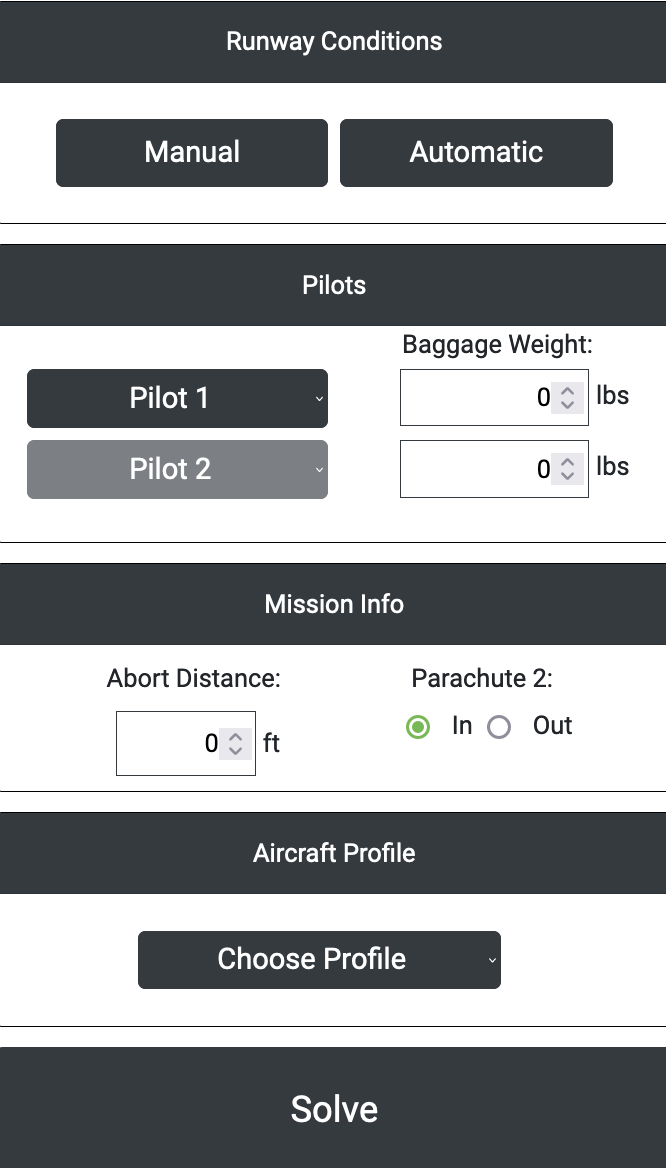 Runway Conditions
Manual Automatic
Pilots
Baggage Weight:
Pilot 1 0 lbs
Pilot 2 0 lbs
Mission Info
Abort Distance: Parachute 2:
0 ft In Out
Aircraft Profile
Choose Profile
Solve